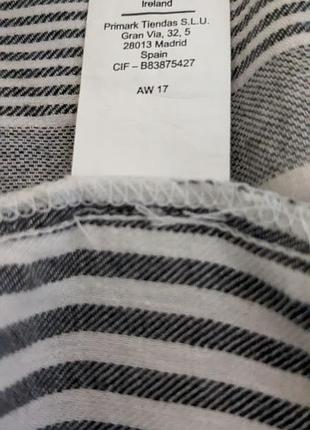 Ireland
Primark Tiendas S.L.U.
Gran Via, 32, 5
28013 Madrid
Spain
CIF – B83875427
AW 17